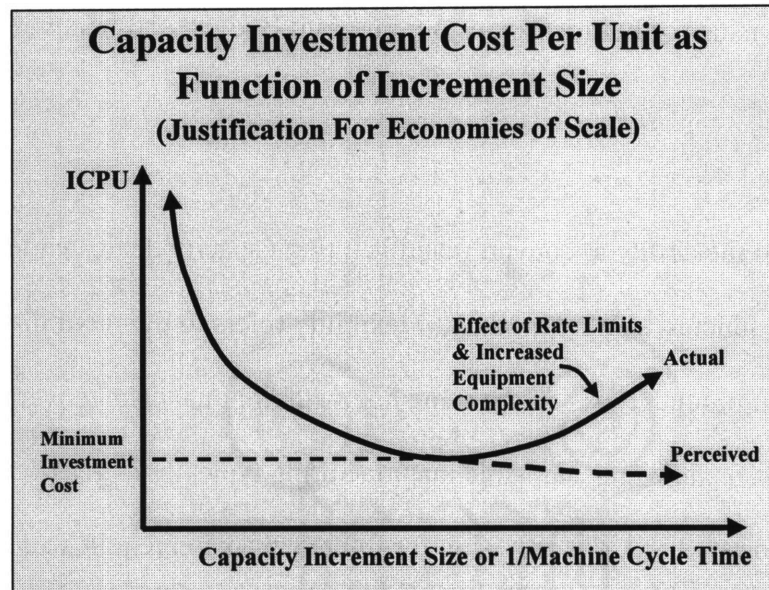 Capacity Investment Cost Per Unit as
Function of Increment Size
(Justification For Economies of Scale)
ICPU
Effect of Rate Limits
& Increased
Equipment
Complexity
Actual
Minimum
Investment
Cost
Perceived
Capacity Increment Size or 1/Machine Cycle Time